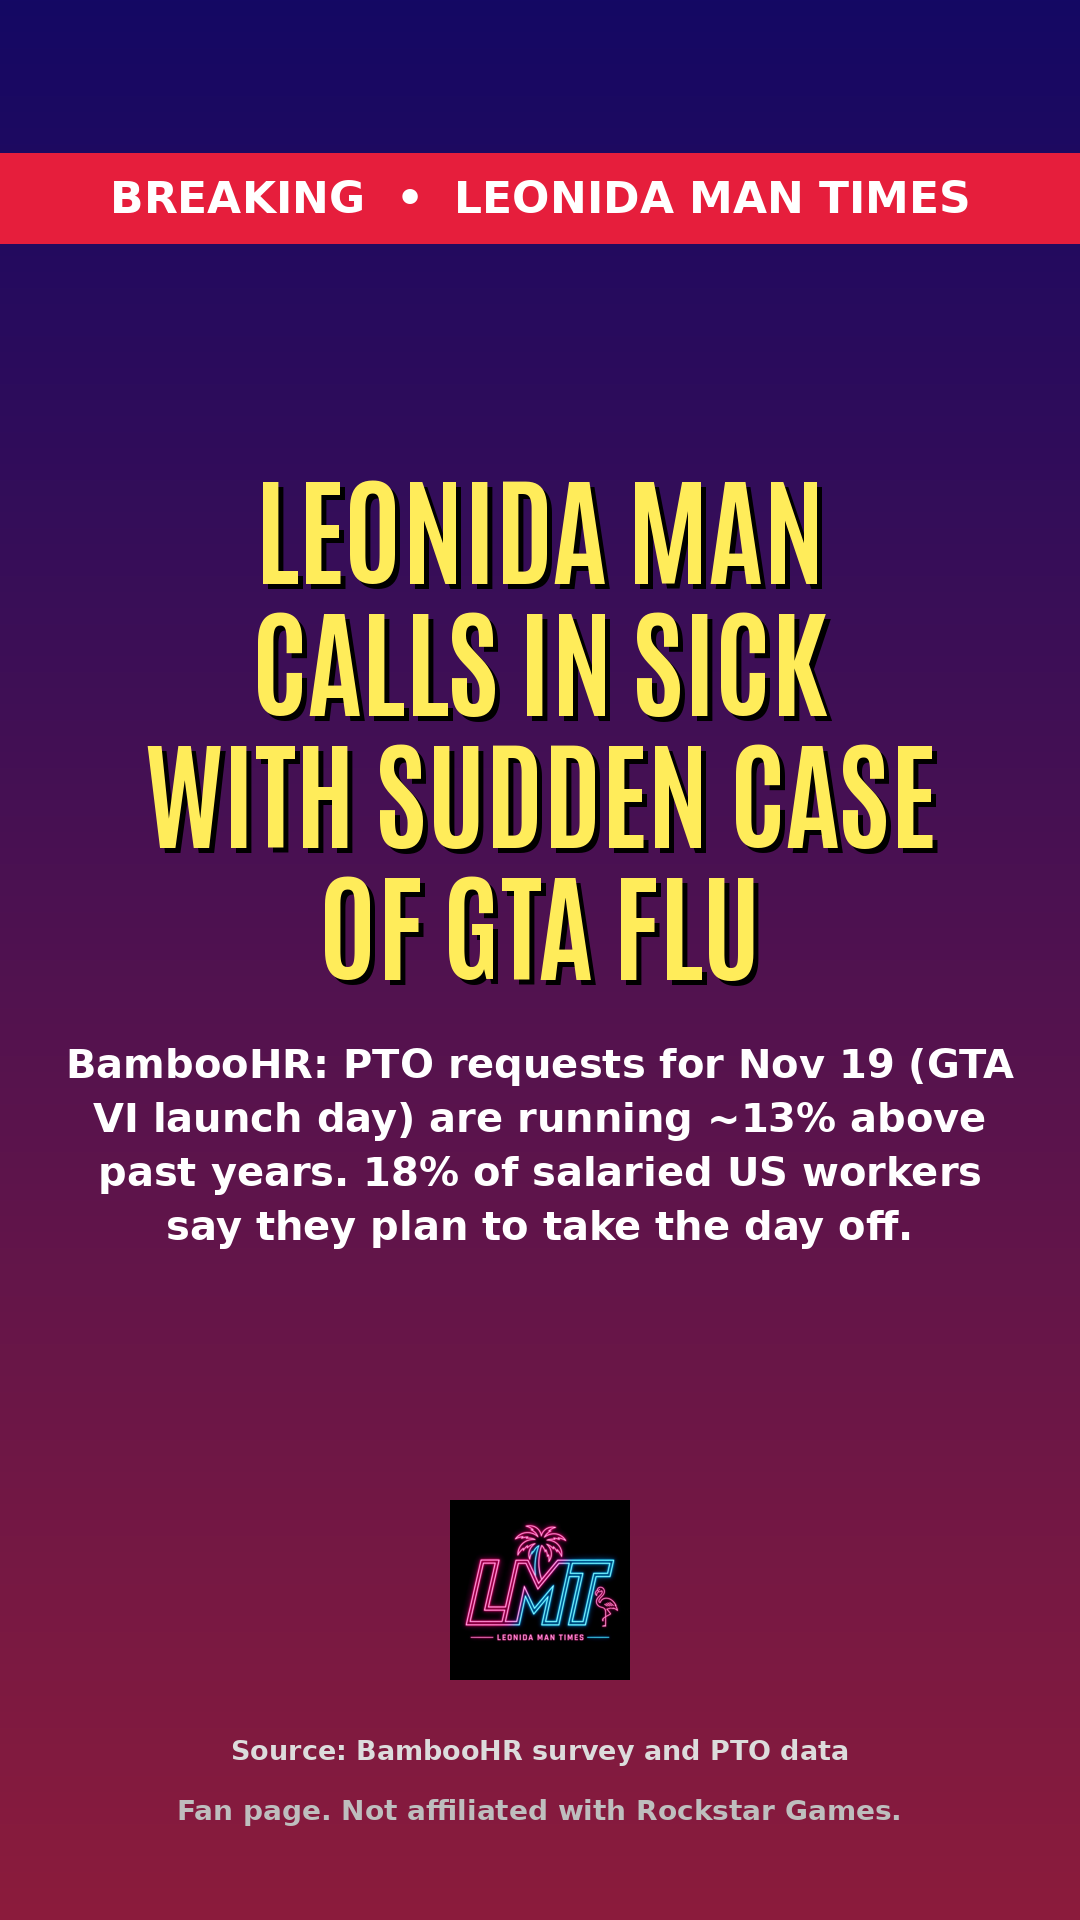 BREAKING • LEONIDA MAN TIMES
LEONIDA MAN
CALLS IN SICK
WITH SUDDEN CASE
OF GTA FLU
BambooHR: PTO requests for Nov 19 (GTA
VI launch day) are running ~13% above
past years. 18% of salaried US workers
say they plan to take the day off.
LMT
LEONIDA MAN TIMES
Source: BambooHR survey and PTO data
Fan page. Not affiliated with Rockstar Games.